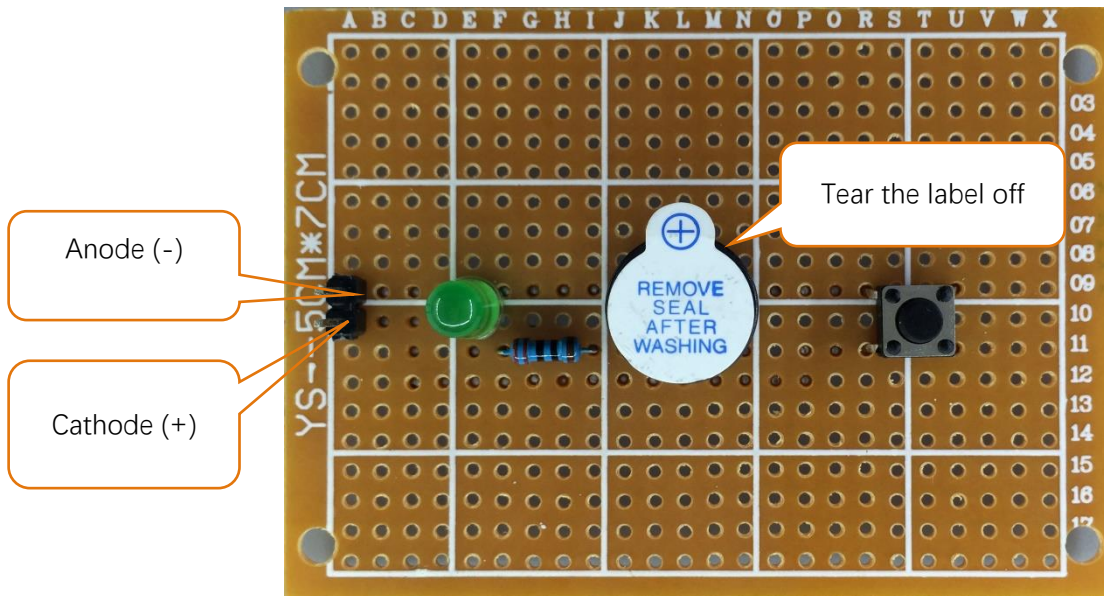 A B C D E F G H I J K L M N O P Q R S T U V W X
03
04
05
06
07
08
09
10
11
12
13
14
15
16
17
YS--5CM*7CM
Anode (-)
Cathode (+)
Tear the label off
REMOVE
SEAL
AFTER
WASHING